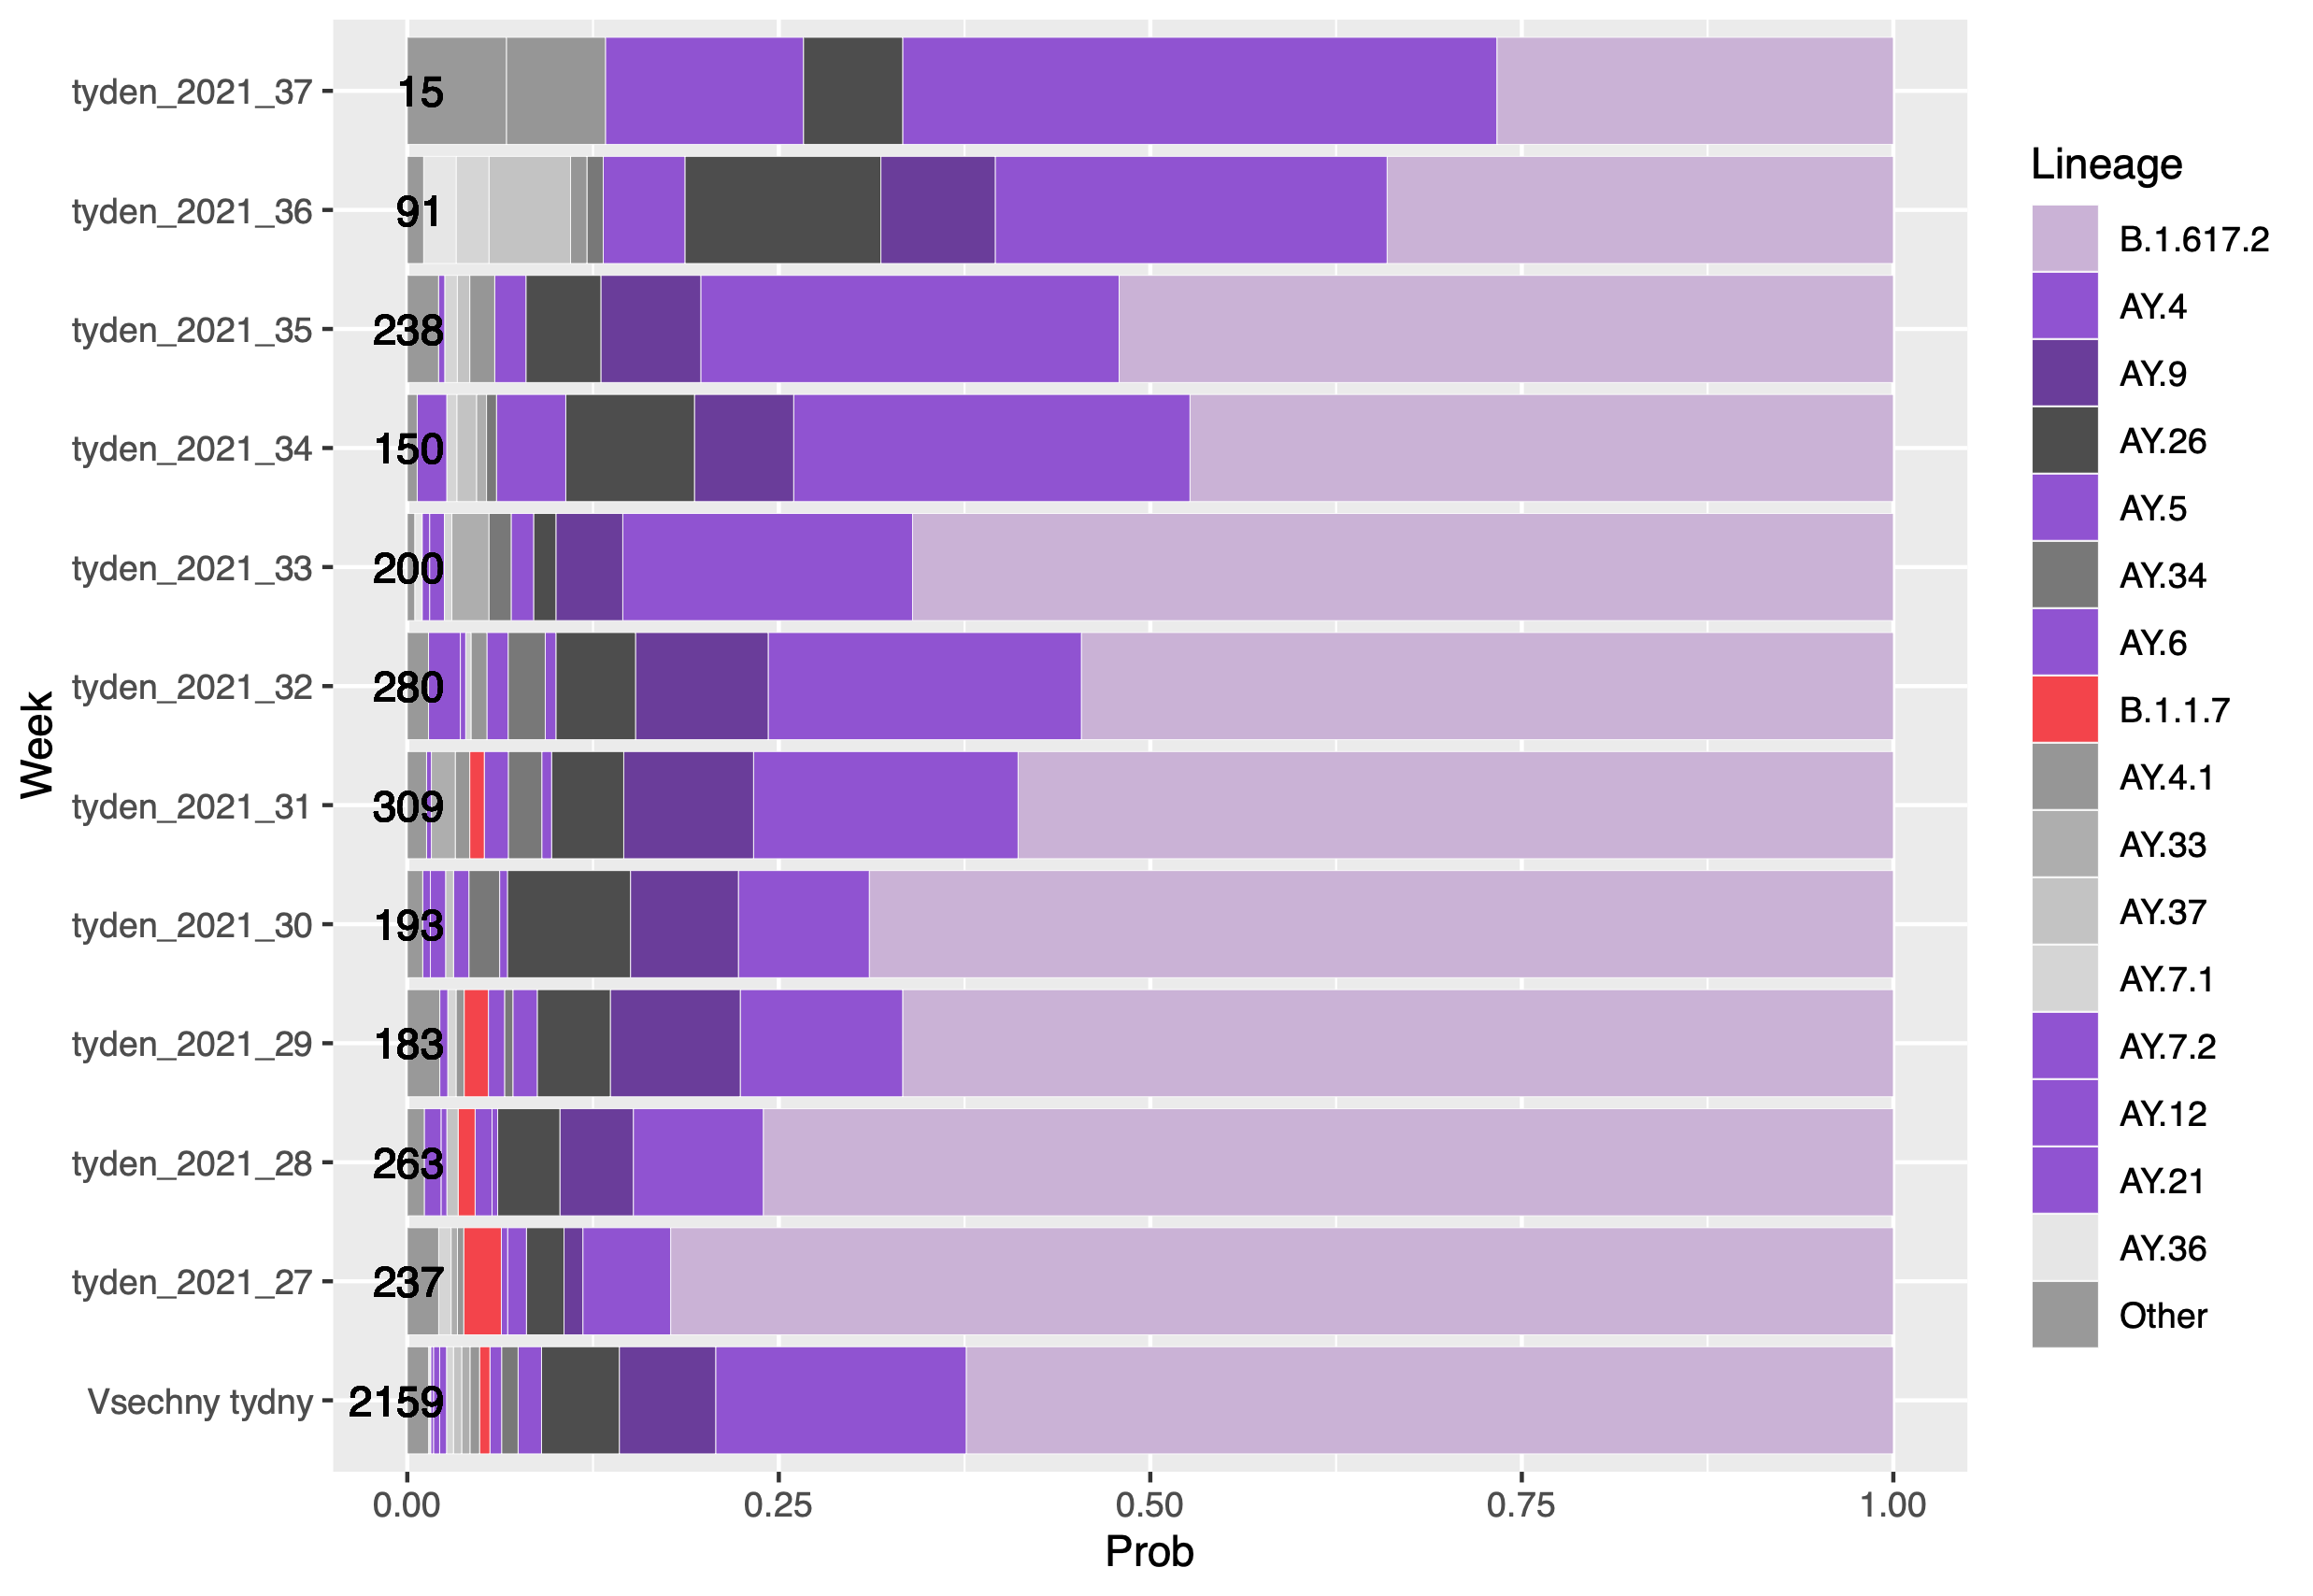 tyden_2021_37
15
tyden_2021_36
91
tyden_2021_35
238
tyden_2021_34
150
tyden_2021_33
200
tyden_2021_32
280
tyden_2021_31
309
tyden_2021_30
193
tyden_2021_29
183
tyden_2021_28
263
tyden_2021_27
237
Vsechny tydny
2159
Week
0.00
0.25
0.50
0.75
1.00
Prob
Lineage
B.1.617.2
AY.4
AY.9
AY.26
AY.5
AY.34
AY.6
B.1.1.7
AY.4.1
AY.33
AY.37
AY.7.1
AY.7.2
AY.12
AY.21
AY.36
Other